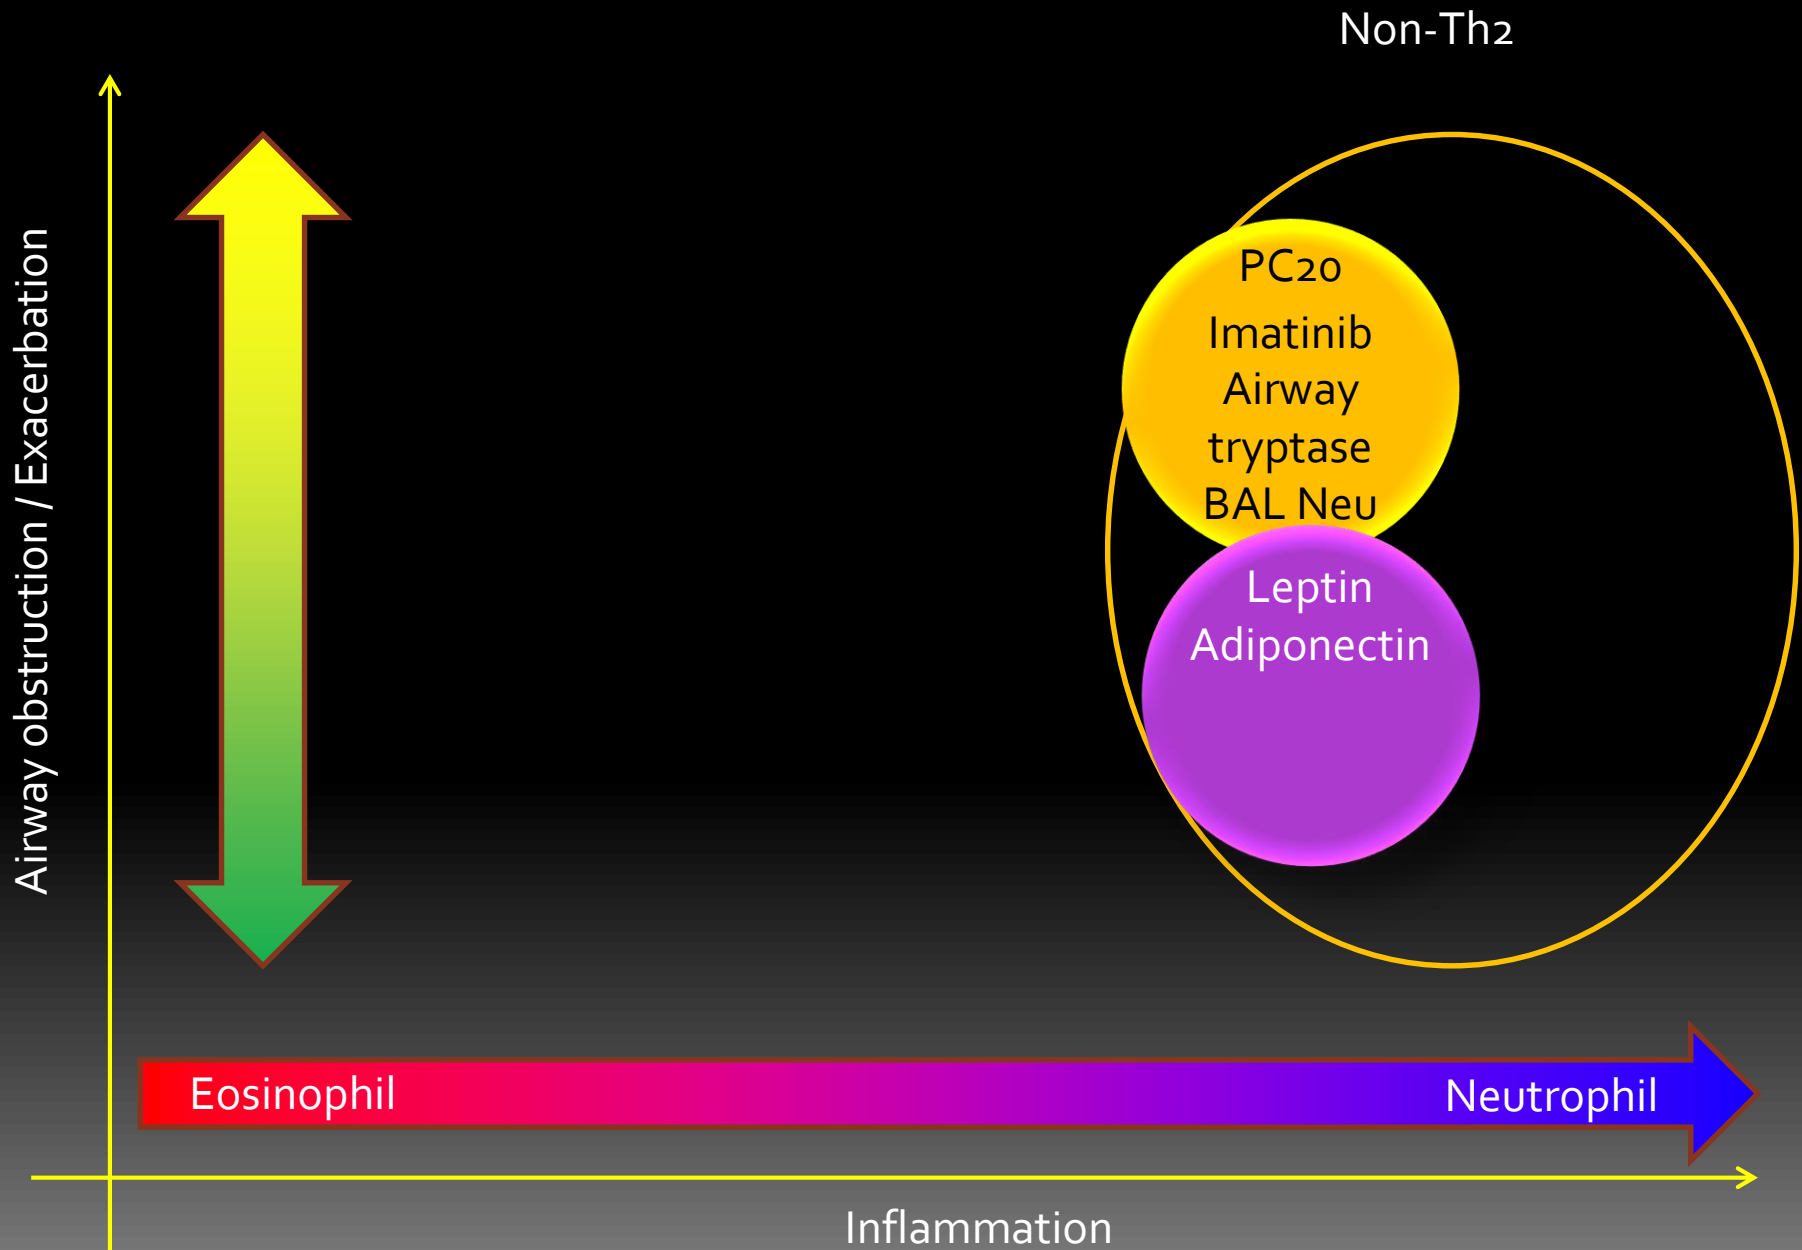 Non-Th2
Airway obstruction / Exacerbation
PC20
Imatinib
Airway
tryptase
BAL Neu
Leptin
Adiponectin
Eosinophil
Neutrophil
Inflammation